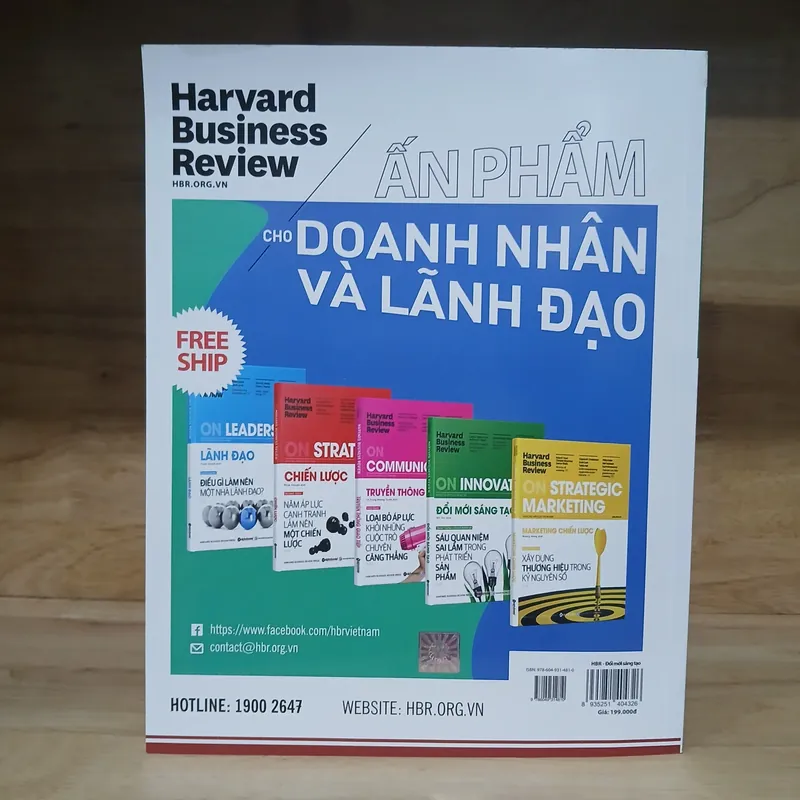 Harvard
Business
Review
HBR.ORG.VN
ẤN PHẨM
CHO DOANH NHÂN
VÀ LÃNH ĐẠO
FREE
SHIP
ON LEADERS
LÃNH ĐẠO
ĐIỀU GÌ LÀM NÊN
MỘT NHÀ LÃNH ĐẠO?
Harvard
Business
Review
ON STRAT
CHIẾN LƯỢC
NĂM ÁP LỰC
CẠNH TRANH
LÀM NÊN
MỘT CHIẾN
LƯỢC
Harvard
Business
Review
ON
COMMUNIC
TRUYỀN THÔNG
LOẠI BỎ ÁP LỰC
KHỎI NHỮNG
CUỘC TRÒ
CHUYỆN
CĂNG THẲNG
Harvard
Business
Review
ON INNOVAT
ĐỔI MỚI SÁNG TẠO
SÁU QUAN NIỆM
SAI LẦM TRONG
PHÁT TRIỂN
SẢN
PHẨM
Harvard
Business
Review
ON STRATEGIC
MARKETING
MARKETING CHIẾN LƯỢC
XÂY DỰNG
THƯƠNG HIỆU TRONG
KỶ NGUYÊN SỐ
https://www.facebook.com/hbrvietnam
contact@hbr.org.vn
HBR - Đổi mới sáng tạo
8 935251 404326
Giá: 199.000đ
HOTLINE: 1900 2647
WEBSITE: HBR.ORG.VN